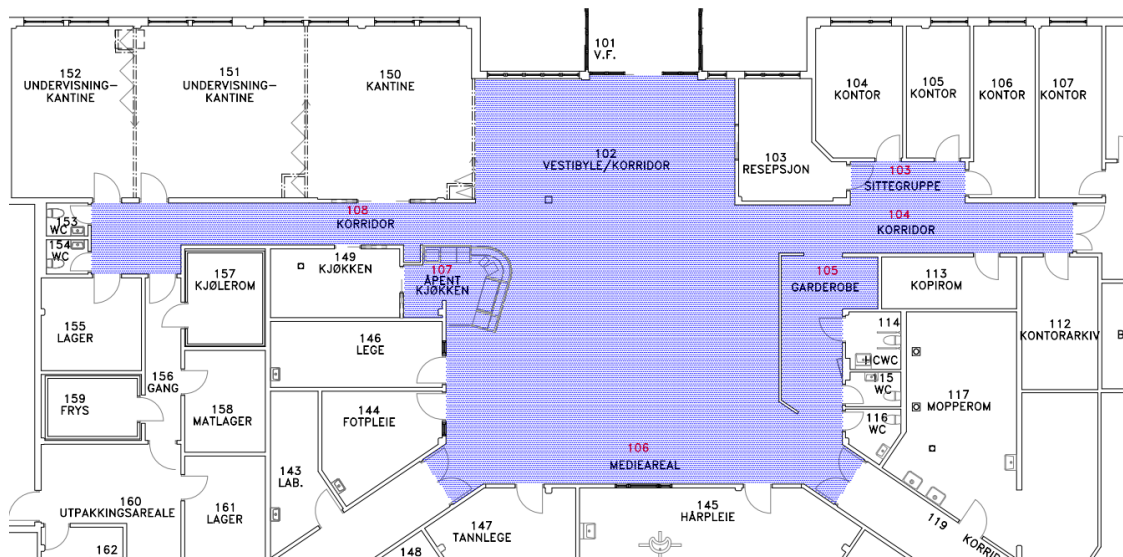 101
V.F.
152
UNDERVISNING-
KANTINE
151
UNDERVISNING-
KANTINE
150
KANTINE
104
KONTOR
105
KONTOR
106
KONTOR
107
KONTOR
102
VESTIBYLE/KORRIDOR
103
RESEPSJON
103
SITTEGRUPPE
108
KORRIDOR
104
KORRIDOR
153
WC
154
WC
149
KJØKKEN
107
ÅPENT
KJØKKEN
105
GARDEROBE
113
KOPIROM
157
KJØLEROM
155
LAGER
146
LEGE
114
HCWC
112
KONTORARKIV
B
156
GANG
115
WC
159
FRYS
158
MATLAGER
144
FOTPLEIE
116
WC
117
MOPPEROM
106
MEDIEAREAL
143
LAB.
160
UTPAKKINGSAREALE
161
LAGER
145
HÅRPLEIE
147
TANNLEGE
119
KORRI
162
148